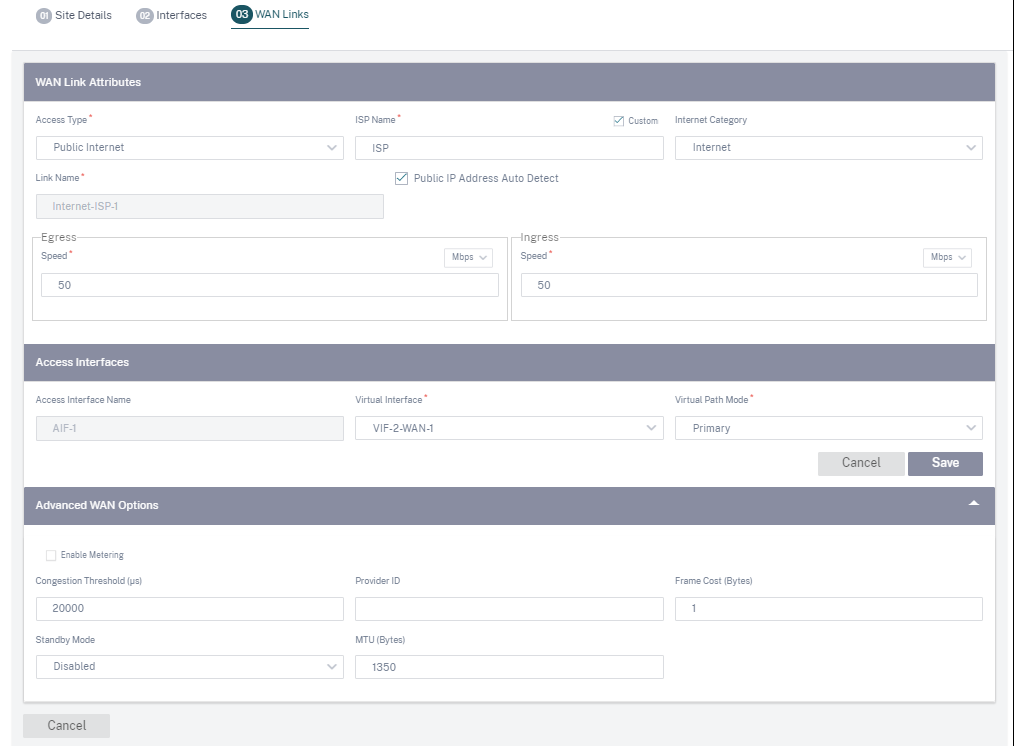 01 Site Details 02 Interfaces 03 WAN Links
WAN Link Attributes
Access Type * ISP Name * Custom Internet Category
Public Internet ISP Internet
Link Name * Public IP Address Auto Detect
Internet-ISP-1
Egress Ingress
Speed * Mbps Speed * Mbps
50 50
Access Interfaces
Access Interface Name Virtual Interface * Virtual Path Mode *
AIF-1 VIF-2-WAN-1 Primary
Cancel Save
Advanced WAN Options
Enable Metering
Congestion Threshold (µs) Provider ID Frame Cost (Bytes)
20000 1
Standby Mode MTU (Bytes)
Disabled 1350
Cancel